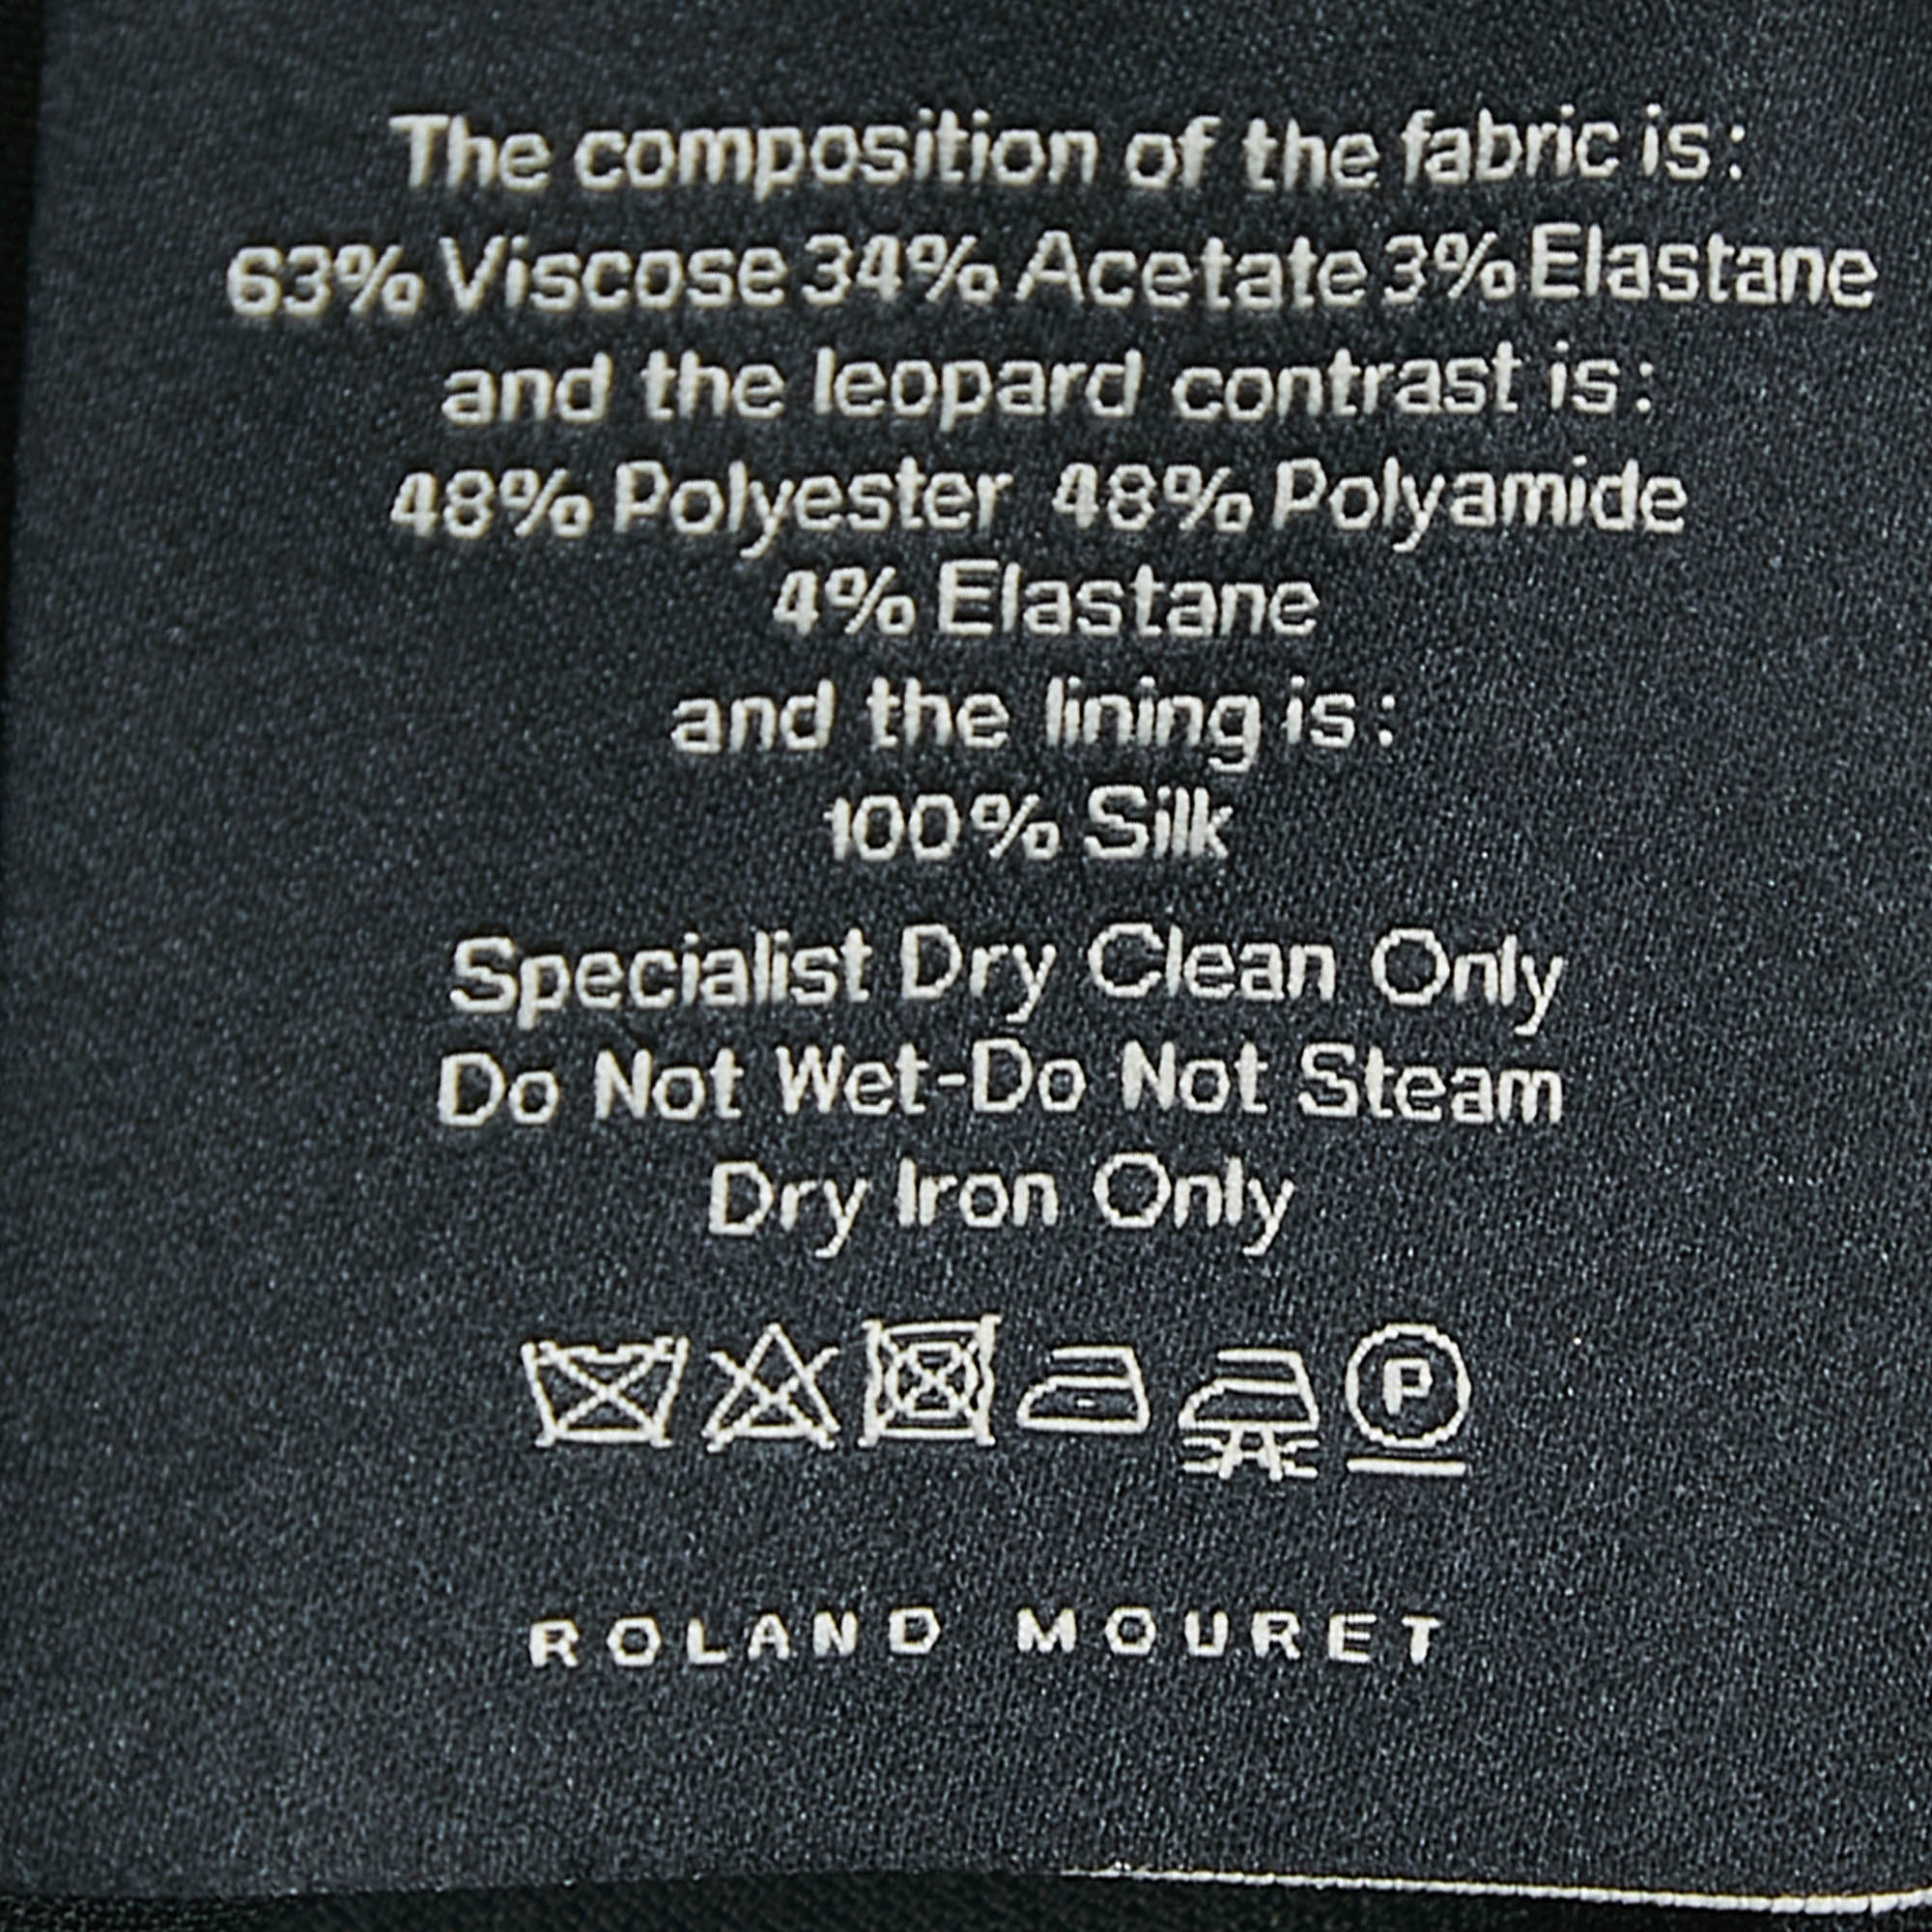 The composition of the fabric is:
63% Viscose 34% Acetate 3% Elastane
and the leopard contrast is:
48% Polyester 48% Polyamide
4% Elastane
and the lining is:
100% Silk
Specialist Dry Clean Only
Do Not Wet-Do Not Steam
Dry Iron Only
P
ROLAND MOURET